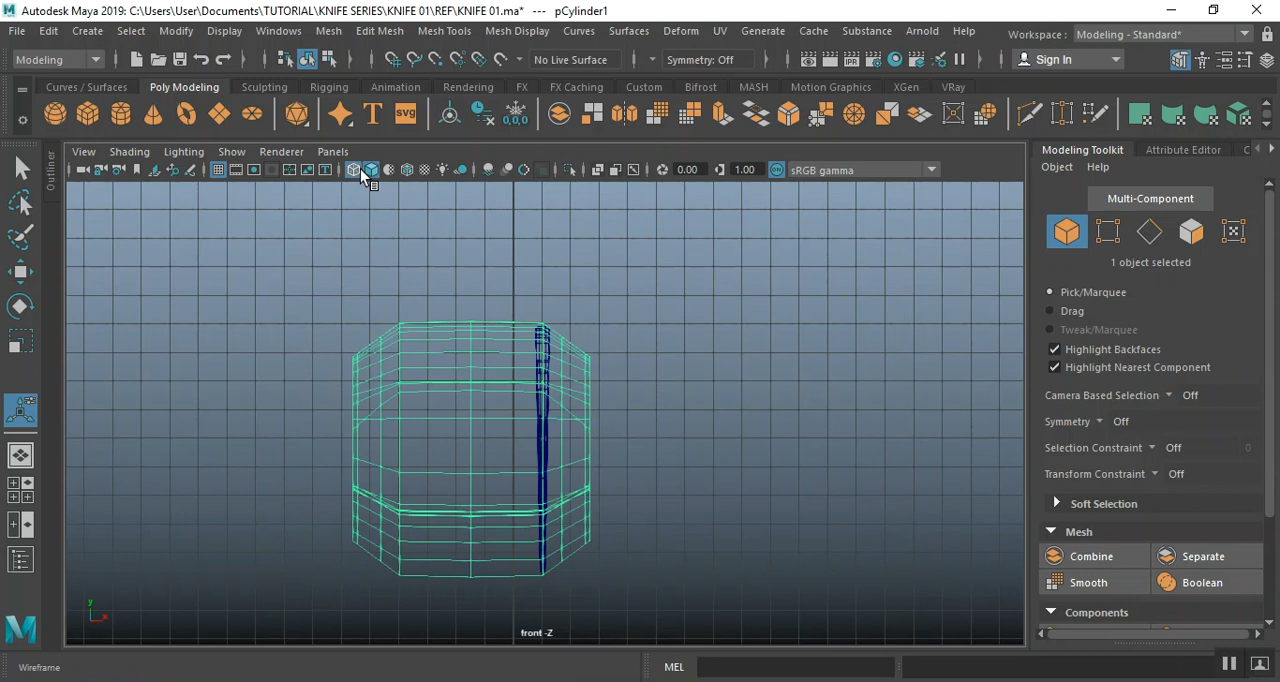 Autodesk Maya 2019: C:\Users\User\Documents\TUTORIAL\KNIFE SERIES\KNIFE 01\REF\KNIFE 01.ma* --- pCylinder1
File Edit Create Select Modify Display Windows Mesh Edit Mesh Mesh Tools Mesh Display Curves Surfaces Deform UV Generate Cache Substance Arnold Help Workspace : Modeling - Standard*
Modeling No Live Surface Symmetry: Off Sign In
Curves / Surfaces Poly Modeling Sculpting Rigging Animation Rendering FX FX Caching Custom Bifrost MASH Motion Graphics XGen VRay
Outliner
View Shading Lighting Show Renderer Panels
0.00 1.00 sRGB gamma
front -Z
Modeling Toolkit Attribute Editor
Object Help
Multi-Component
1 object selected
Pick/Marquee
Drag
Tweak/Marquee
Highlight Backfaces
Highlight Nearest Component
Camera Based Selection Off
Symmetry Off
Selection Constraint Off 0
Transform Constraint Off
Soft Selection
Mesh
Combine Separate
Smooth Boolean
Components
Wireframe MEL